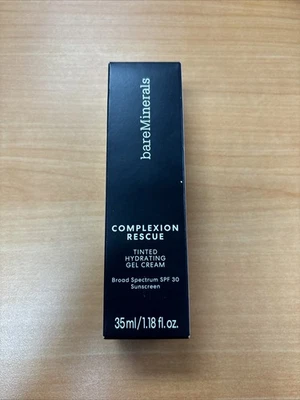 bareMinerals
COMPLEXION
RESCUE
TINTED
HYDRATING
GEL CREAM
Broad Spectrum SPF 30
Sunscreen
35ml/1.18 fl.oz.